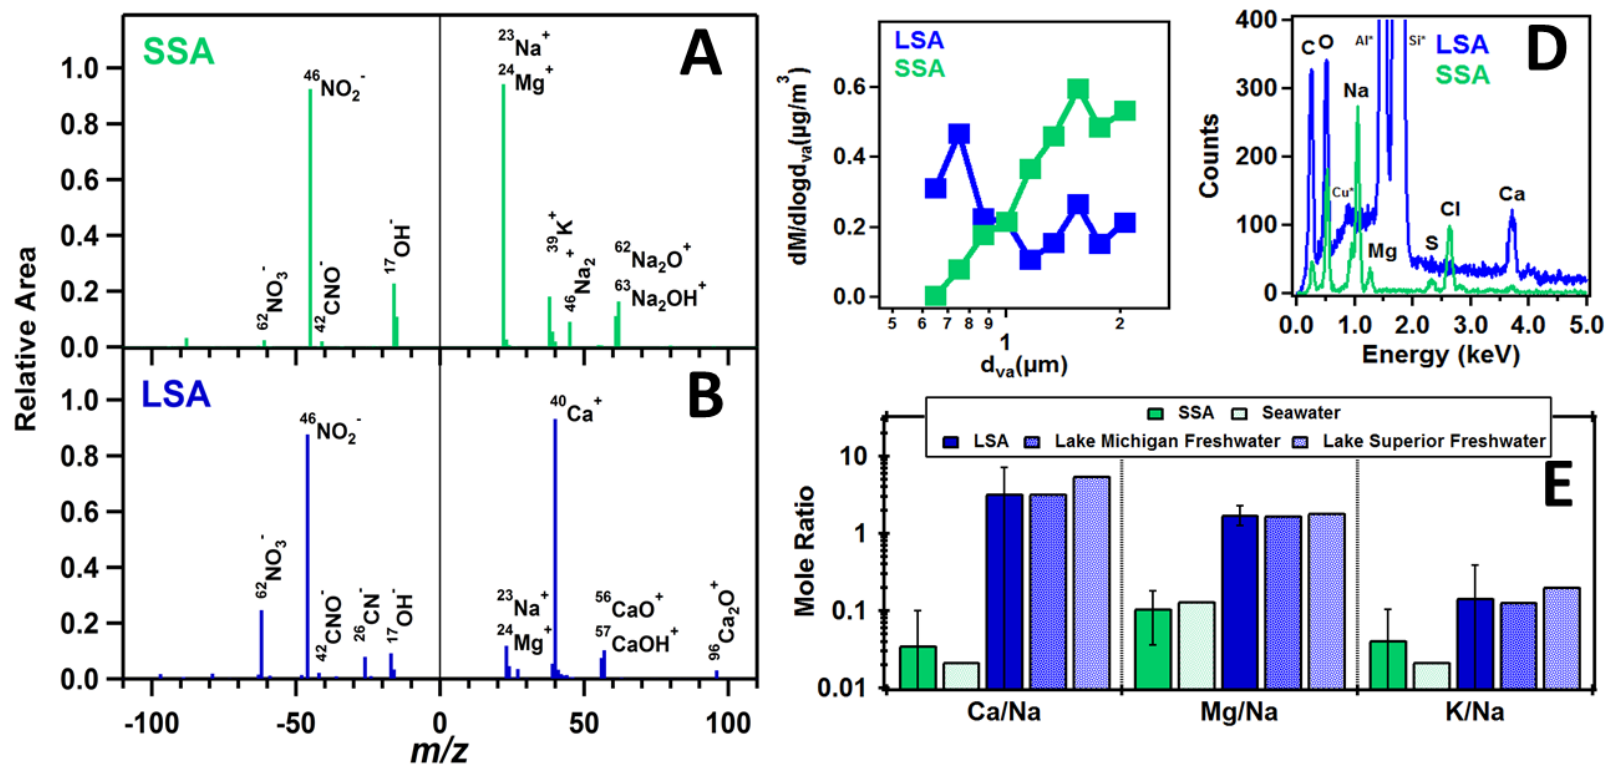 SSA
A
Relative Area
1.0
0.8
0.6
0.4
0.2
0.0
⁶²NO₃⁻
⁴⁶NO₂⁻
⁴²CNO⁻
¹⁷OH⁻
²³Na⁺
²⁴Mg⁺
³⁹K⁺
⁴⁶Na₂⁺
⁶²Na₂O⁺
⁶³Na₂OH⁺
LSA
B
1.0
0.8
0.6
0.4
0.2
0.0
⁶²NO₃⁻
⁴⁶NO₂⁻
⁴²CNO⁻
²⁶CN⁻
¹⁷OH⁻
²³Na⁺
²⁴Mg⁺
⁴⁰Ca⁺
⁵⁶CaO⁺
⁵⁷CaOH⁺
⁹⁶Ca₂O⁺
-100 -50 0 50 100
m/z
LSA
SSA
dM/dlogdva(µg/m³)
0.6
0.4
0.2
0.0
5 6 7 8 9 1 2
dva(µm)
D
LSA
SSA
Counts
400
300
200
100
0
C O Al* Si*
Na
Cu*
Mg
S
Cl
Ca
0.0 1.0 2.0 3.0 4.0 5.0
Energy (keV)
SSA Seawater
LSA Lake Michigan Freshwater Lake Superior Freshwater
E
Mole Ratio
10
1
0.1
0.01
Ca/Na Mg/Na K/Na